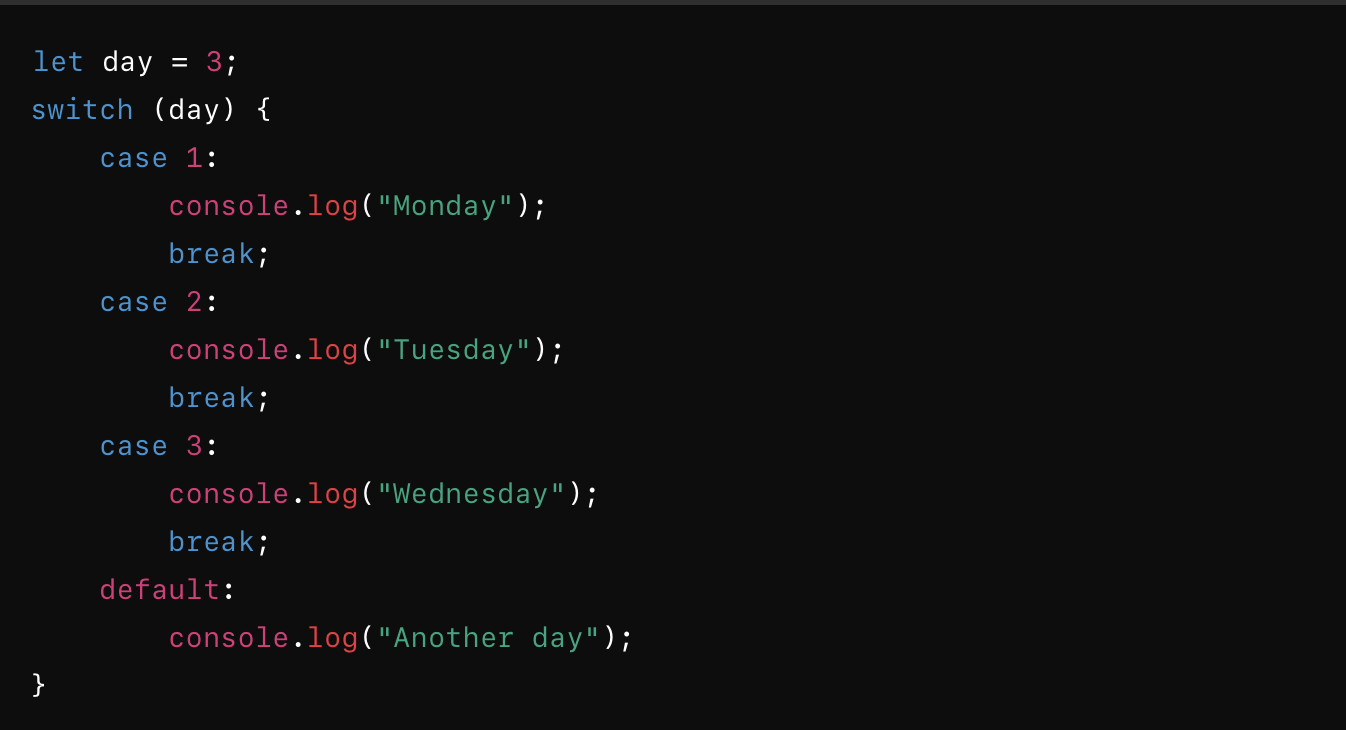 let day = 3;
switch (day) {
    case 1:
        console.log("Monday");
        break;
    case 2:
        console.log("Tuesday");
        break;
    case 3:
        console.log("Wednesday");
        break;
    default:
        console.log("Another day");
}